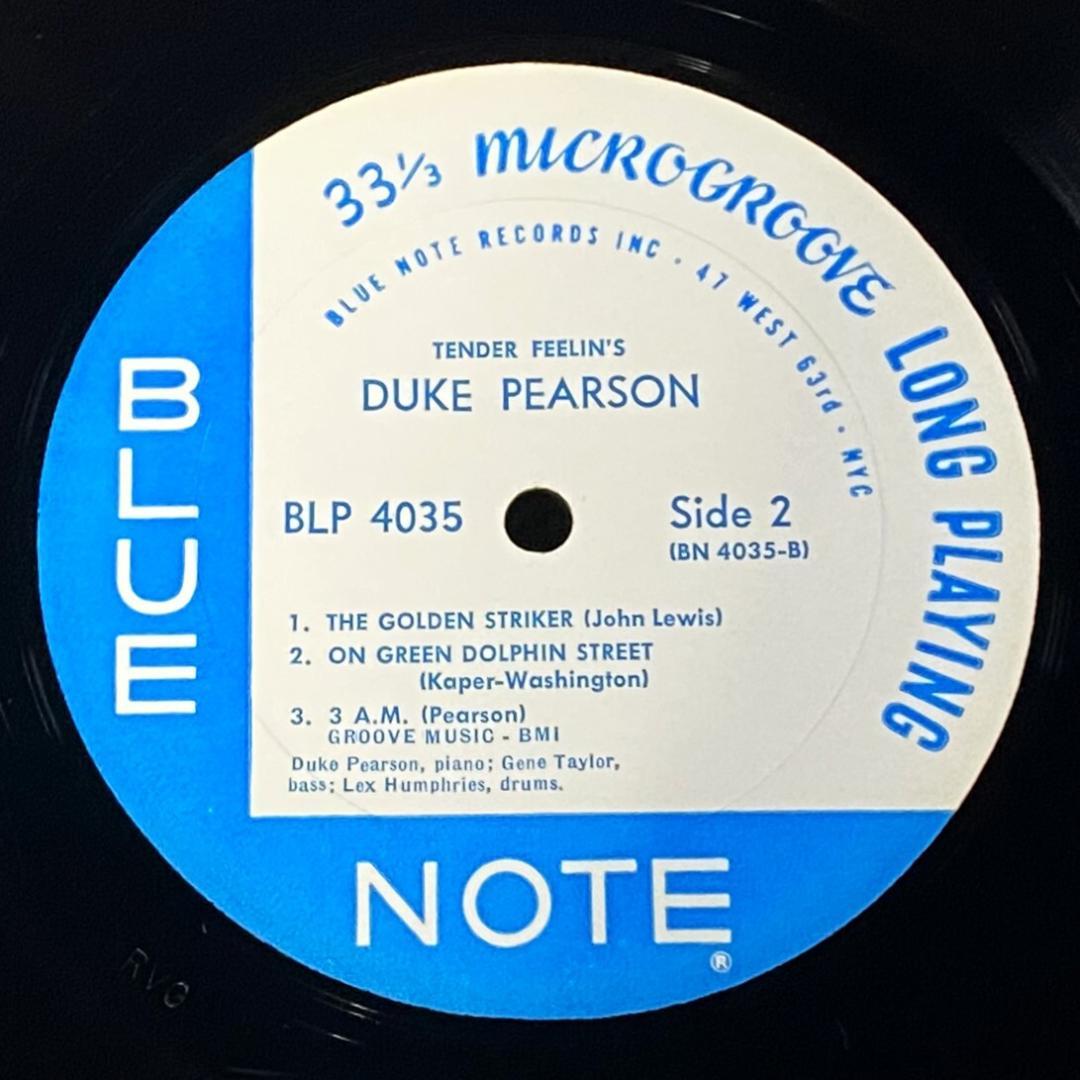 33⅓ MICROGROOVE LONG PLAYING
BLUE NOTE RECORDS INC · 47 WEST 63rd · NYC
TENDER FEELIN'S
DUKE PEARSON
BLP 4035
Side 2
(BN 4035-B)
1. THE GOLDEN STRIKER (John Lewis)
2. ON GREEN DOLPHIN STREET
(Kaper-Washington)
3. 3 A.M. (Pearson)
GROOVE MUSIC - BMI
Duke Pearson, piano; Gene Taylor,
bass; Lex Humphries, drums.
BLUE
NOTE
®
RVG